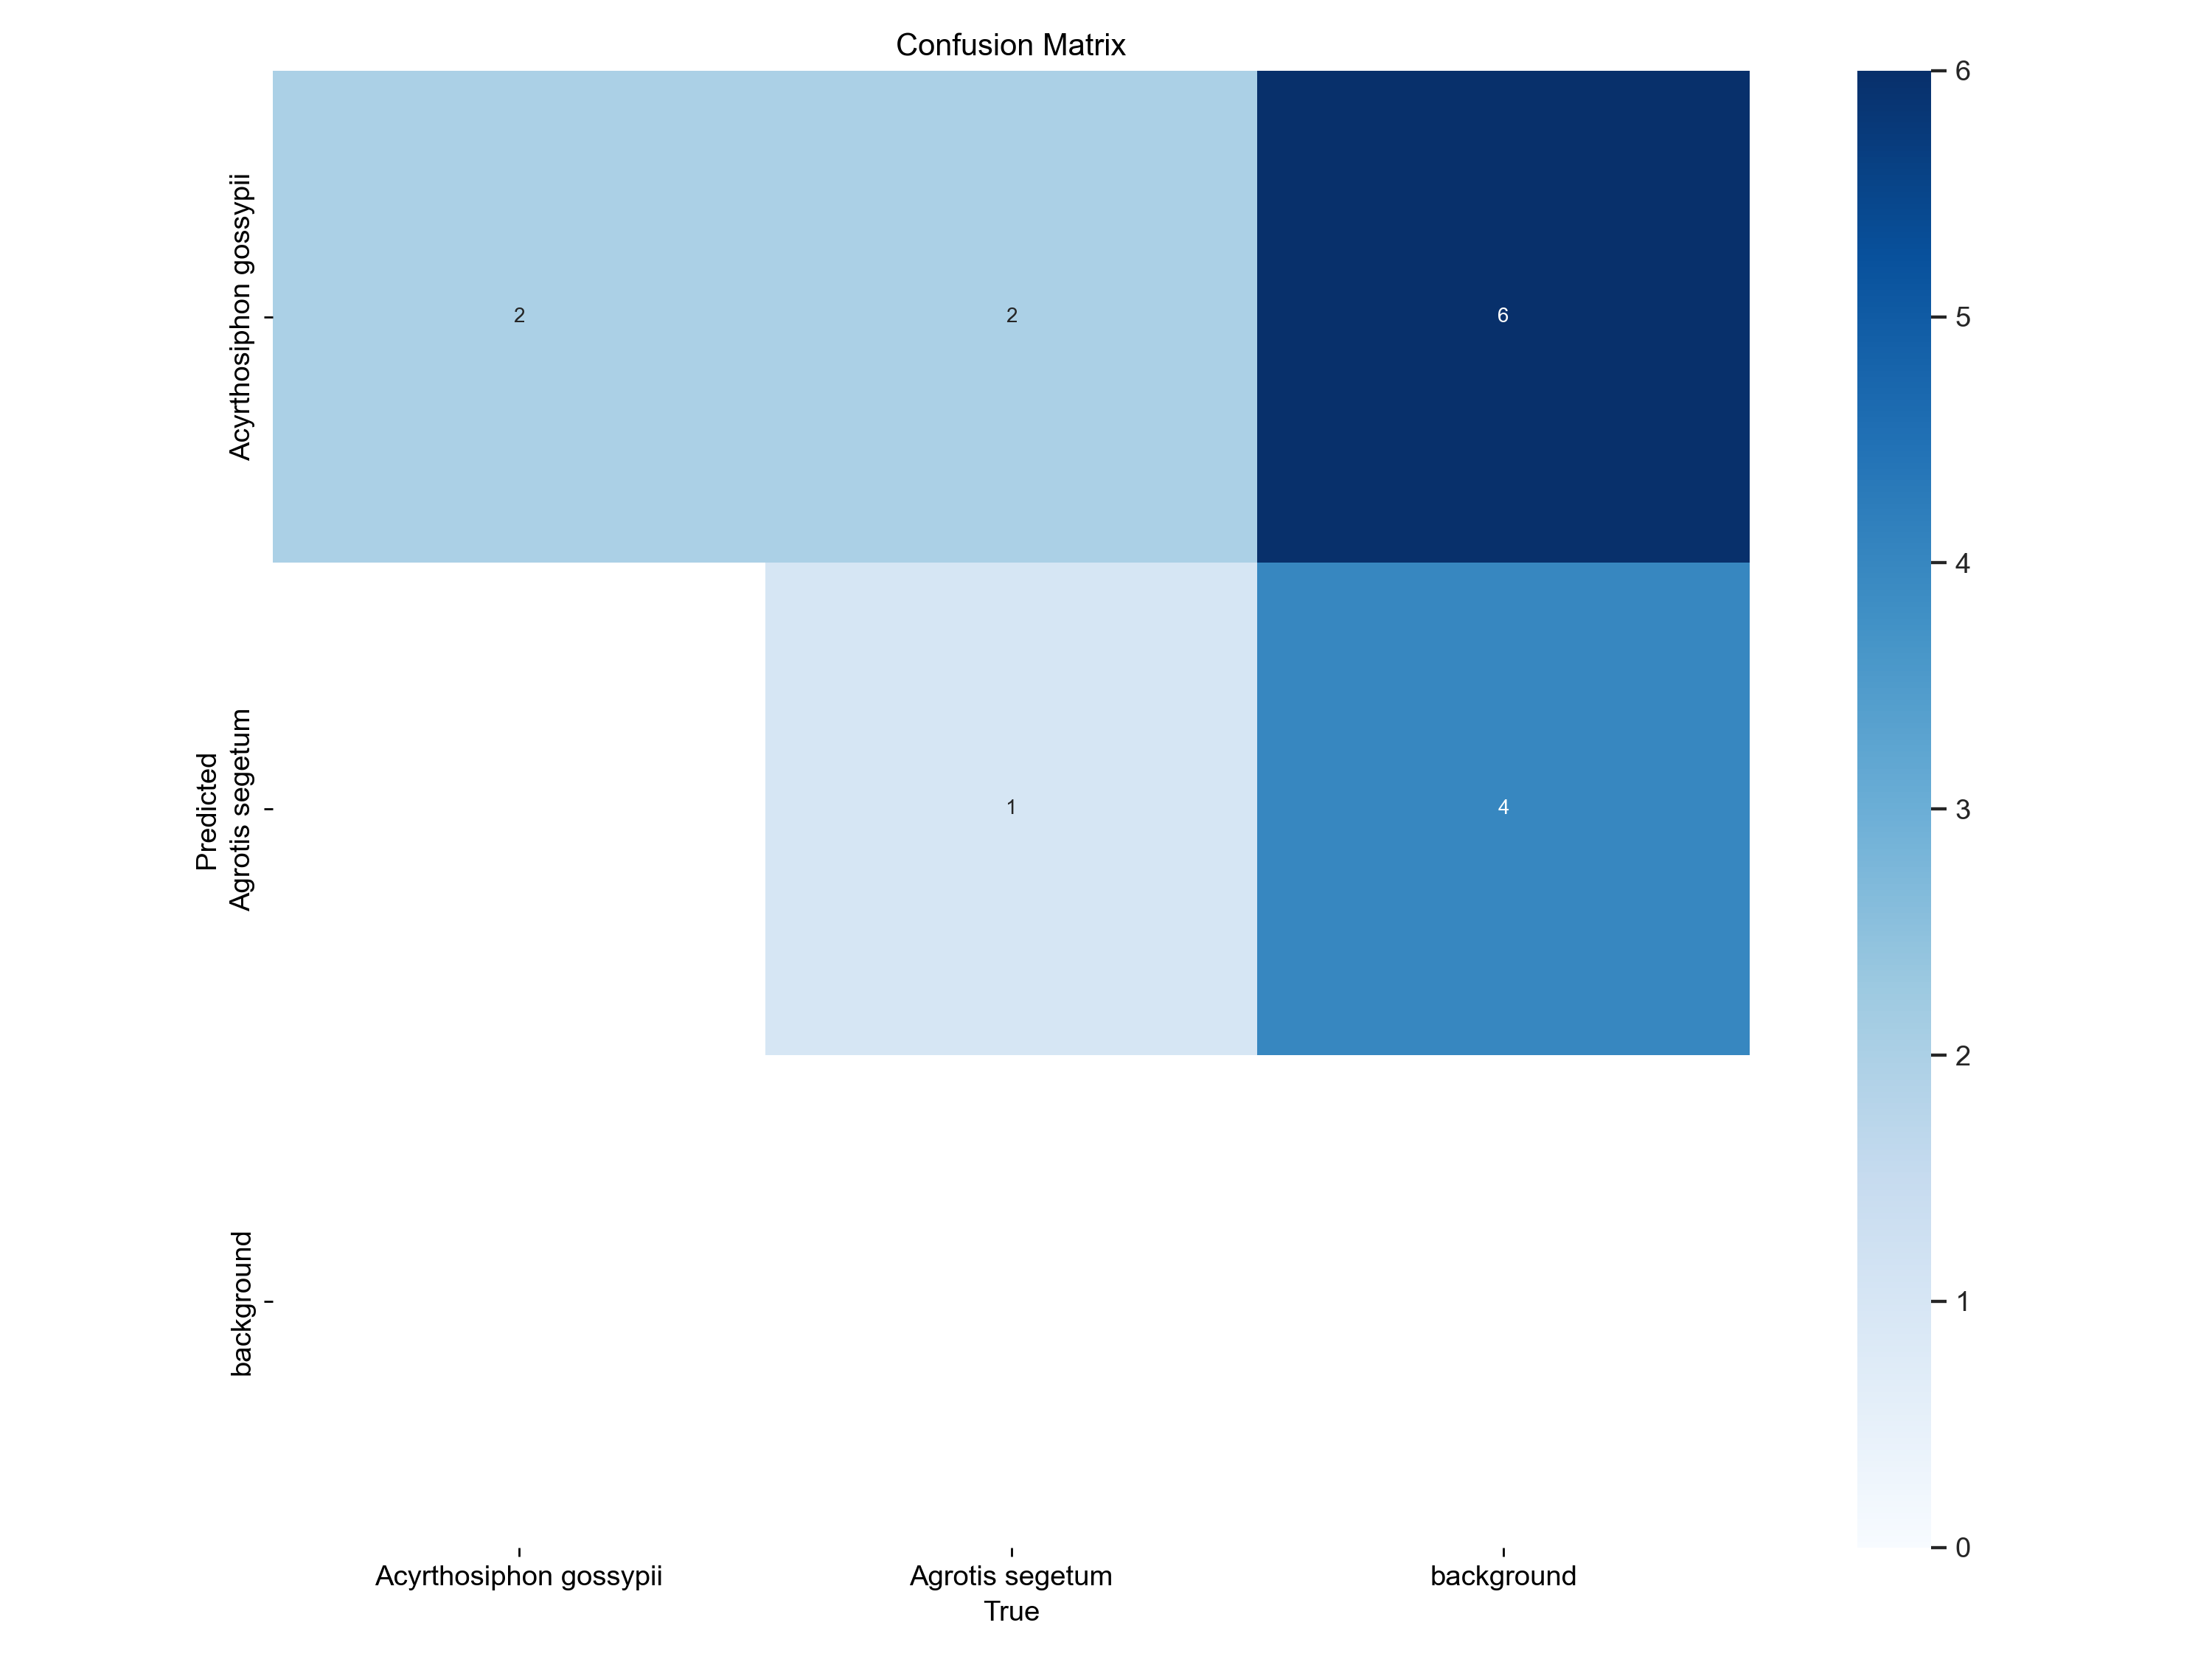 Confusion Matrix
Acyrthosiphon gossypii
2
2
6
Predicted
Agrotis segetum
1
4
background
Acyrthosiphon gossypii
Agrotis segetum
background
True
6
5
4
3
2
1
0